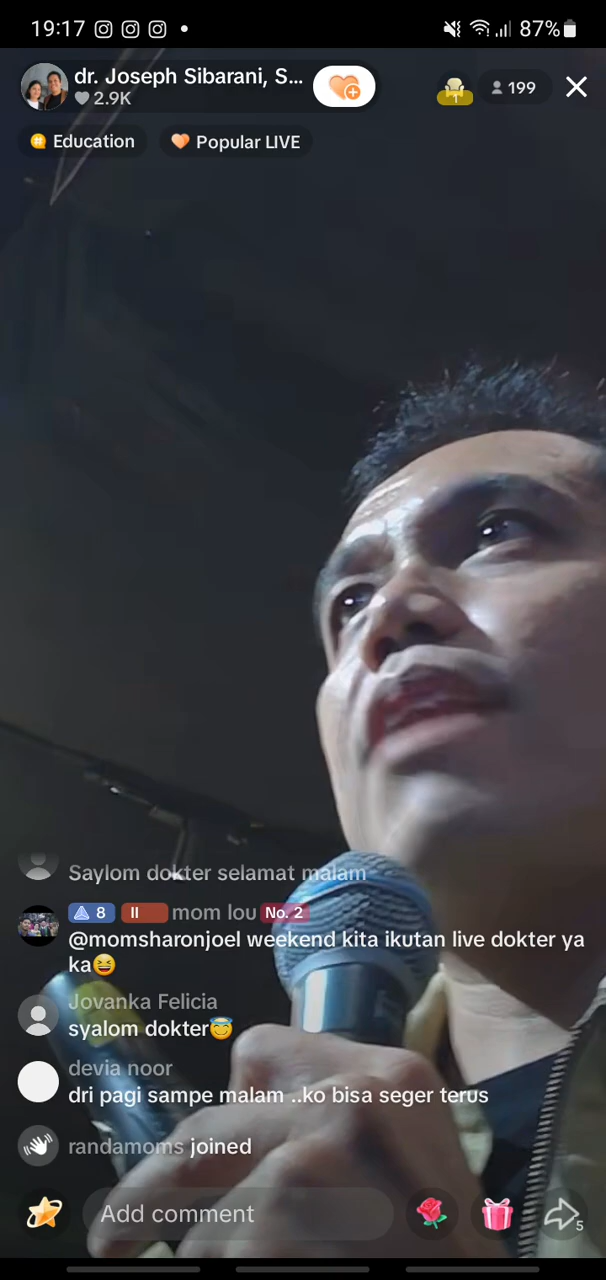 19:17
87%
dr. Joseph Sibarani, S...
2.9K
199
Education
Popular LIVE
Saylom dokter selamat malam
8 II mom lou No. 2
@momsharonjoel weekend kita ikutan live dokter ya
ka😆
Jovanka Felicia
syalom dokter😇
devia noor
dri pagi sampe malam ..ko bisa seger terus
randamoms joined
Add comment
5